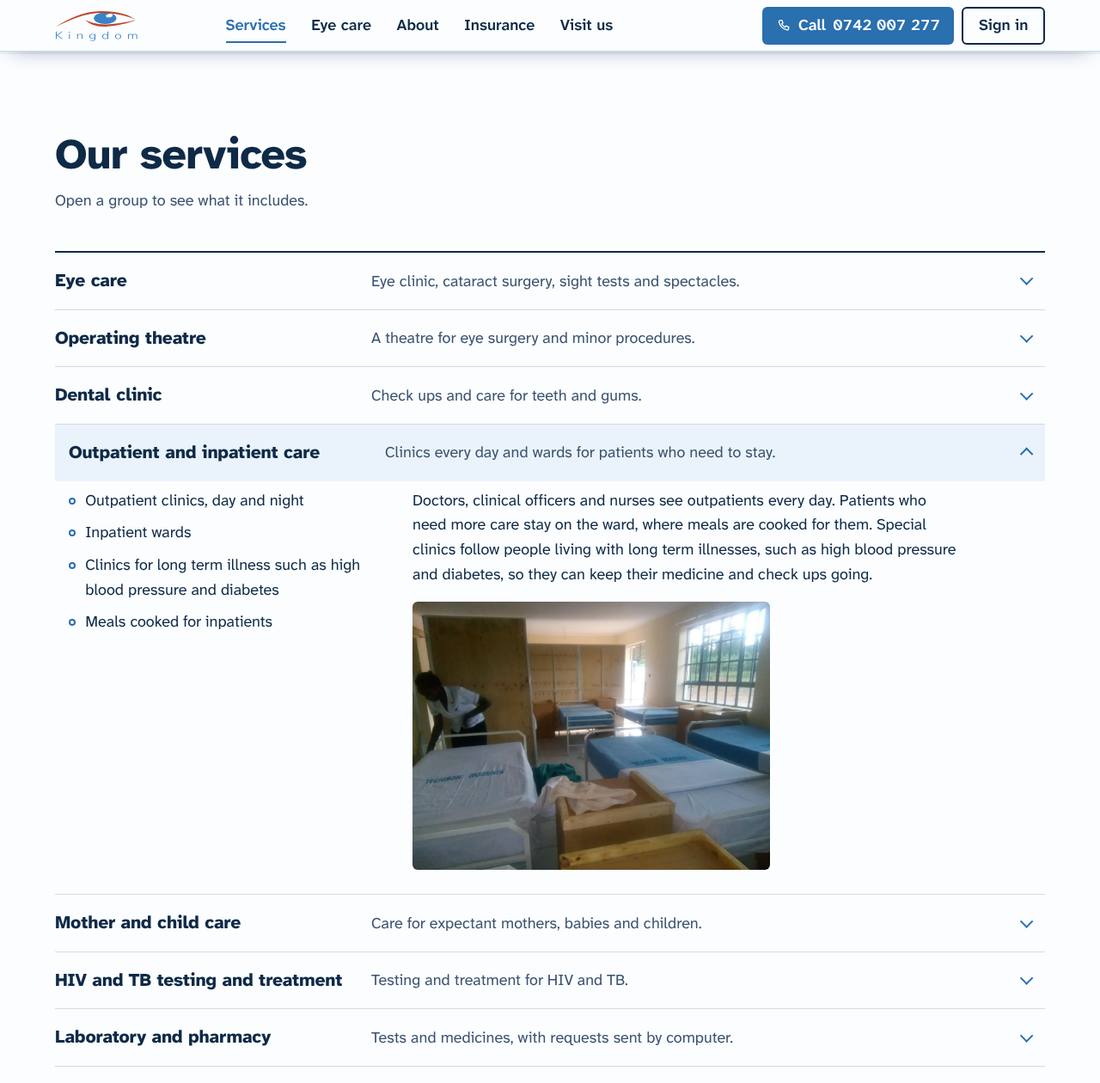 Kingdom
Services
Eye care
About
Insurance
Visit us
Call 0742 007 277
Sign in
Our services
Open a group to see what it includes.
Eye care
Eye clinic, cataract surgery, sight tests and spectacles.
Operating theatre
A theatre for eye surgery and minor procedures.
Dental clinic
Check ups and care for teeth and gums.
Outpatient and inpatient care
Clinics every day and wards for patients who need to stay.
Outpatient clinics, day and night
Inpatient wards
Clinics for long term illness such as high
blood pressure and diabetes
Meals cooked for inpatients
Doctors, clinical officers and nurses see outpatients every day. Patients who
need more care stay on the ward, where meals are cooked for them. Special
clinics follow people living with long term illnesses, such as high blood pressure
and diabetes, so they can keep their medicine and check ups going.
Mother and child care
Care for expectant mothers, babies and children.
HIV and TB testing and treatment
Testing and treatment for HIV and TB.
Laboratory and pharmacy
Tests and medicines, with requests sent by computer.